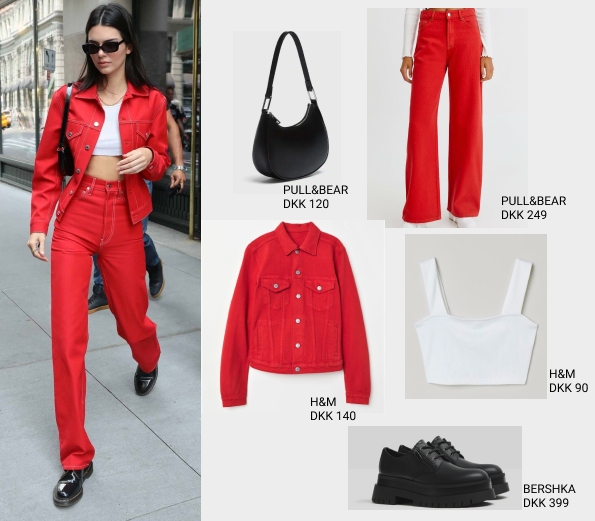 PULL&BEAR
DKK 120
PULL&BEAR
DKK 249
H&M
DKK 140
H&M
DKK 90
BERSHKA
DKK 399